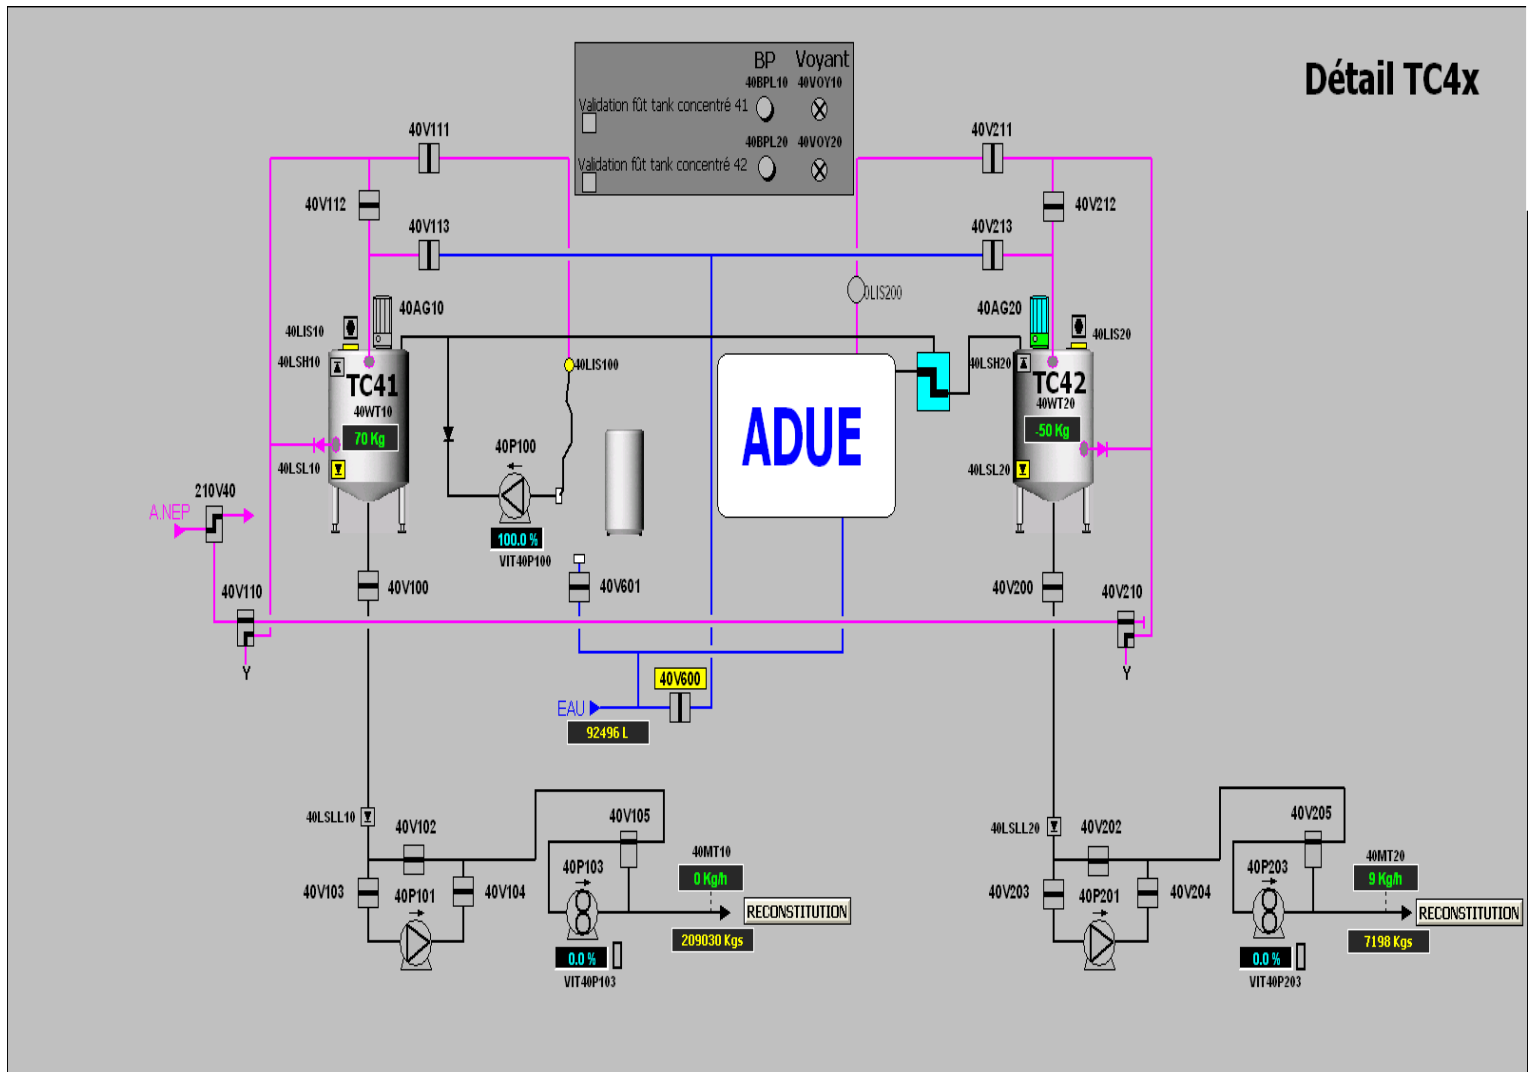 Détail TC4x
BP Voyant
40BPL10 40VOY10
Validation fût tank concentré 41
40BPL20 40VOY20
Validation fût tank concentré 42
40V111
40V211
40V112
40V212
40V113
40V213
0LIS200
40AG10
40AG20
40LIS10
40LIS20
40LSH10
40LSH20
40LIS100
TC41
TC42
40WT10
40WT20
70 Kg
-50 Kg
ADUE
40P100
40LSL10
40LSL20
210V40
A.NEP
100.0 %
VIT40P100
40V100
40V601
40V200
40V110
40V210
Y
Y
40V600
EAU
92496 L
40LSLL10
40V102
40V105
40MT10
0 Kg/h
40P103
40V103
40P101
40V104
RECONSTITUTION
209030 Kgs
0.0 %
VIT40P103
40LSLL20
40V202
40V205
40MT20
9 Kg/h
40P203
40V203
40P201
40V204
RECONSTITUTION
7198 Kgs
0.0 %
VIT40P203